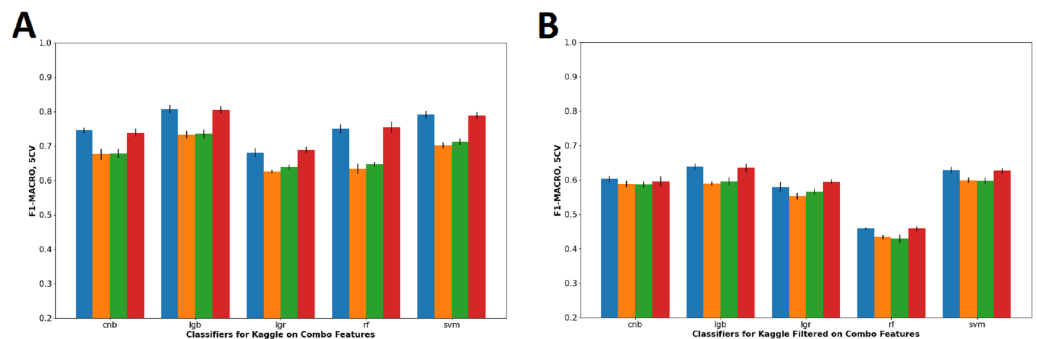 A
1.0
0.9
0.8
0.7
0.6
0.5
0.4
0.3
0.2
F1-MACRO, 5CV
cnb
lgb
lgr
rf
svm
Classifiers for Kaggle on Combo Features
B
1.0
0.9
0.8
0.7
0.6
0.5
0.4
0.3
0.2
F1-MACRO, 5CV
cnb
lgb
lgr
rf
svm
Classifiers for Kaggle Filtered on Combo Features